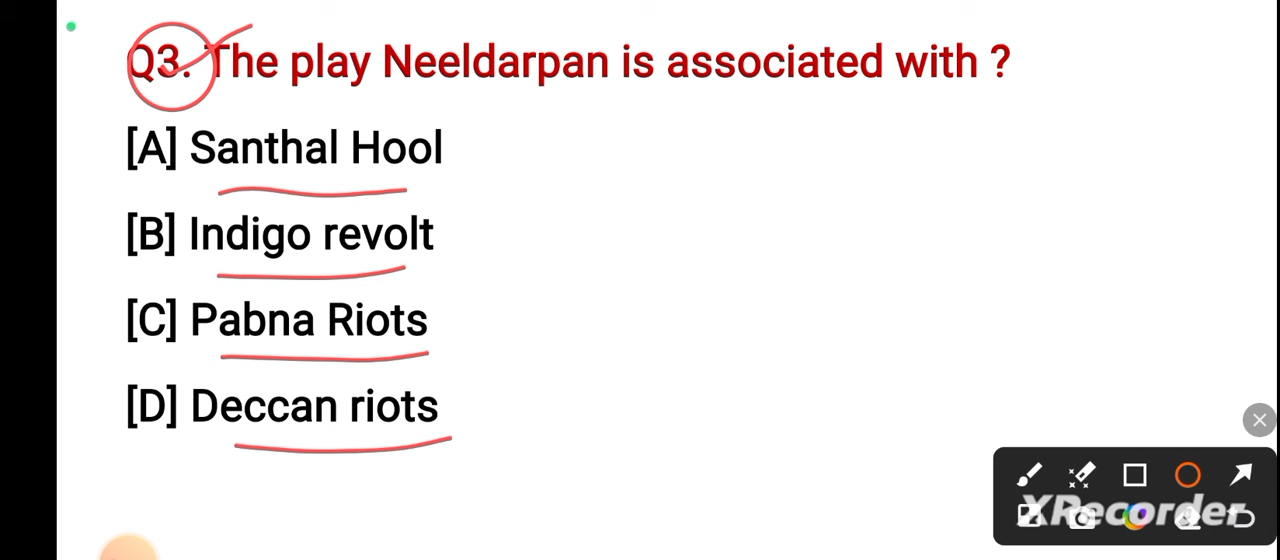 Q3. The play Neeldarpan is associated with ?
[A] Santhal Hool
[B] Indigo revolt
[C] Pabna Riots
[D] Deccan riots
XRecorder